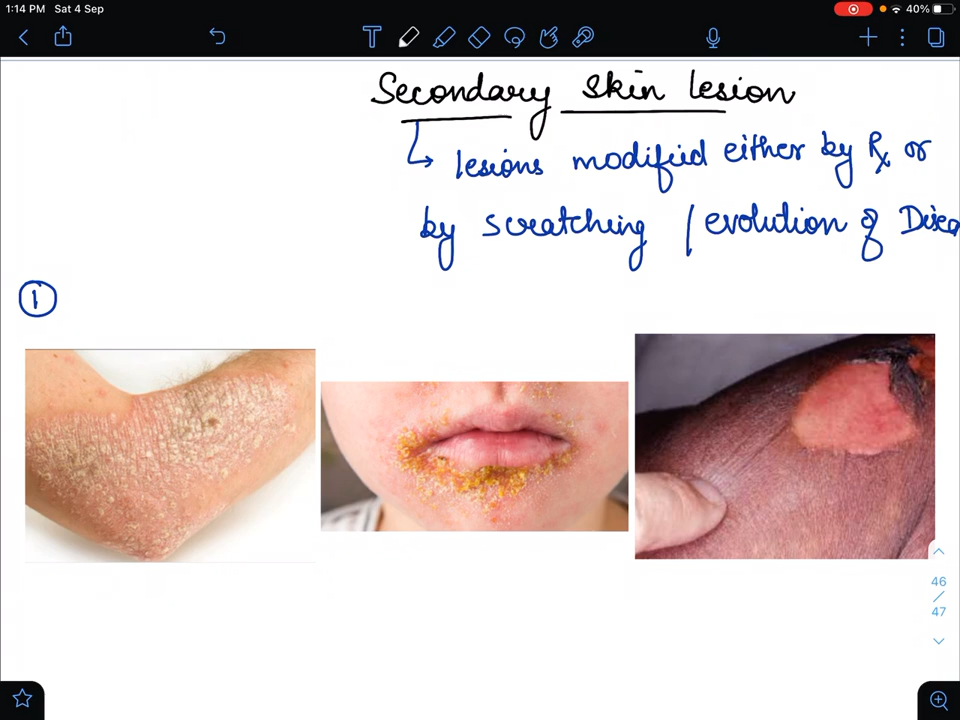 1:14 PM Sat 4 Sep
40%
T
Secondary skin lesion
lesions modified either by Rx or
by scratching / evolution of Disea
1
46
/
47